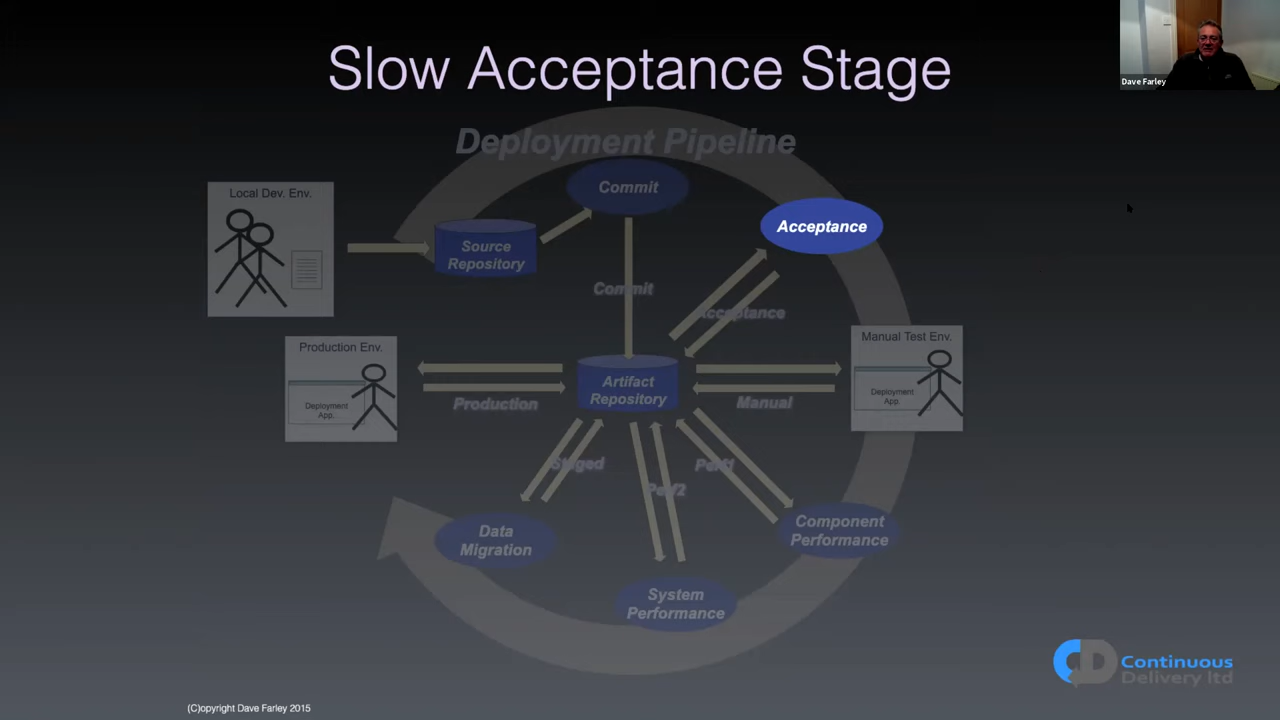 Slow Acceptance Stage
Dave Farley
Deployment Pipeline
Local Dev. Env.
Commit
Source
Repository
Acceptance
Commit
Acceptance
Production Env.
Deployment
App.
Artifact
Repository
Manual Test Env.
Deployment
App.
Production
Manual
Staged
Perf1
Perf2
Data
Migration
Component
Performance
System
Performance
CD
Continuous
Delivery ltd
(C)opyright Dave Farley 2015